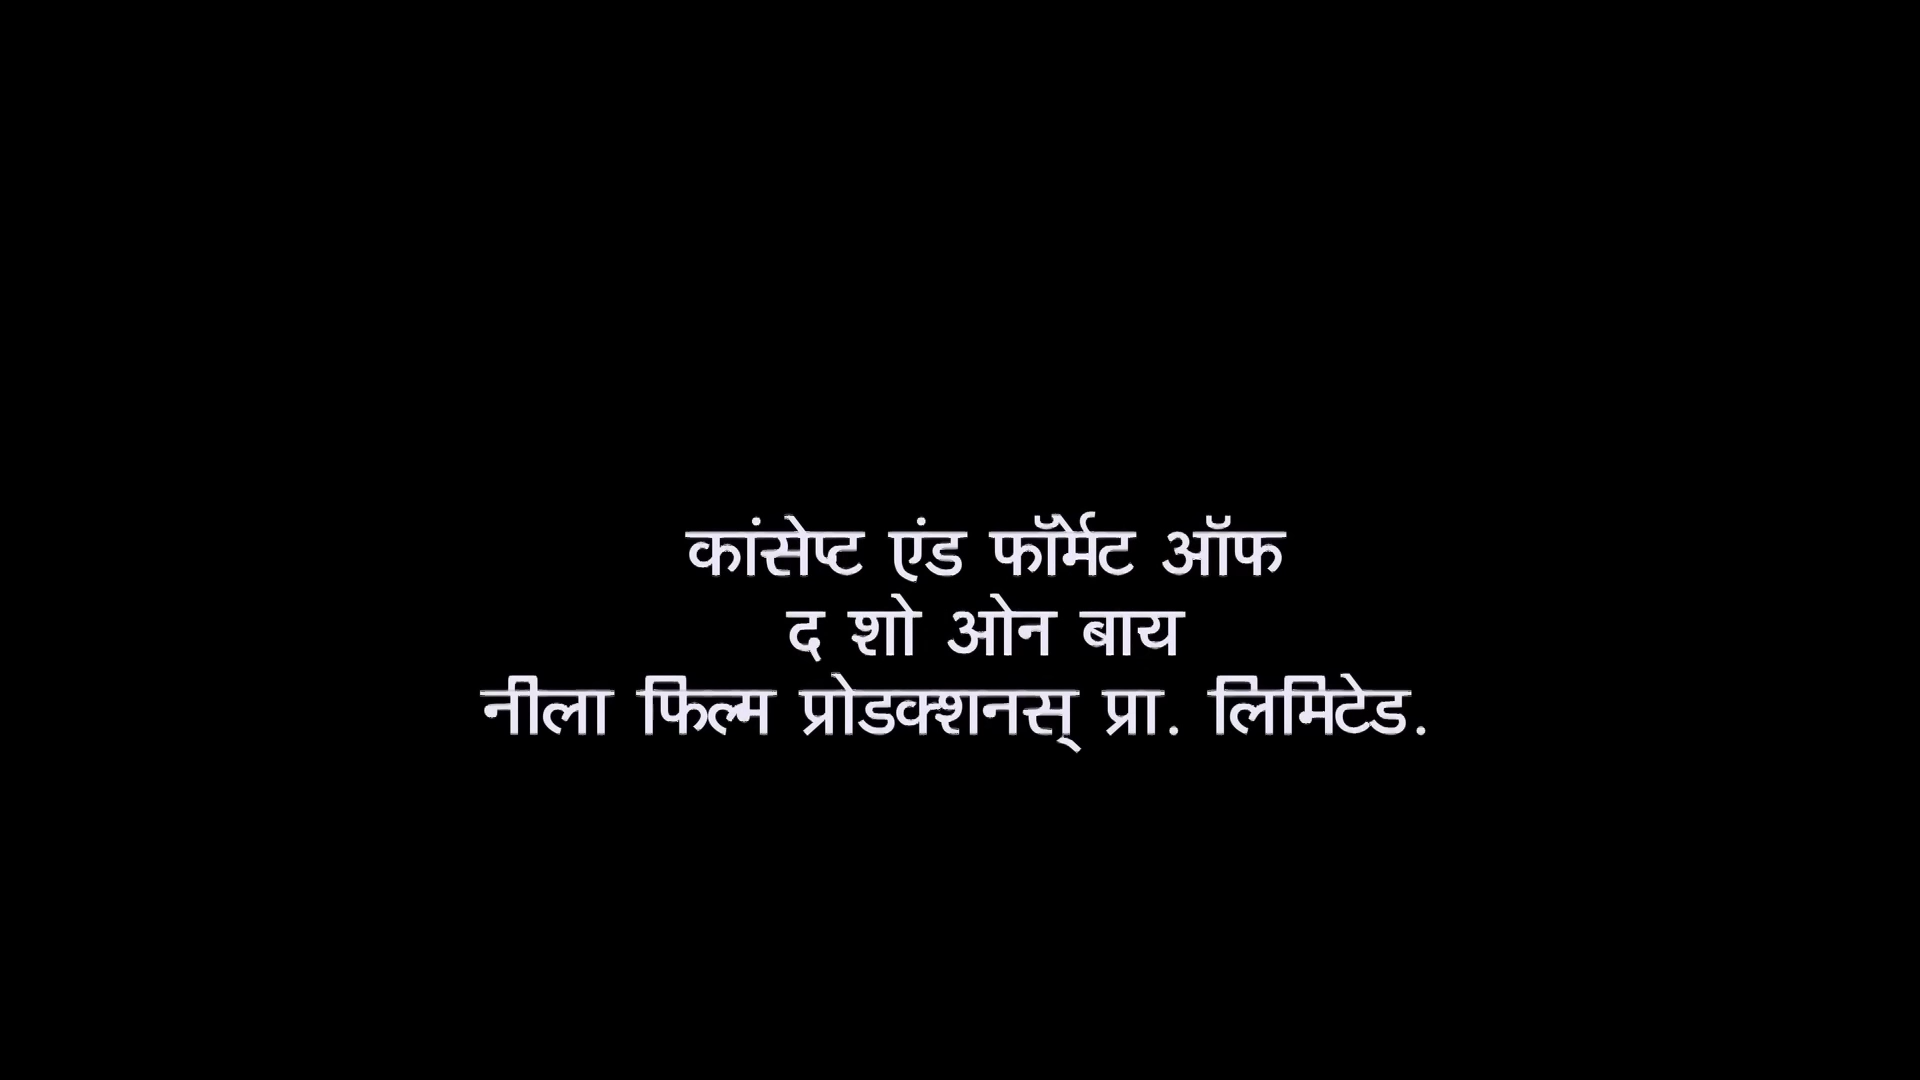 कांसेप्ट एंड फॉर्मेट ऑफ
द शो ओन बाय
नीला फिल्म प्रोडक्शनस् प्रा. लिमिटेड.